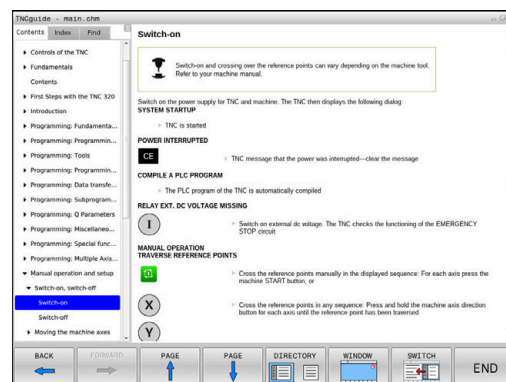 TNCguide - main.chm
Contents Index Find
Controls of the TNC
Fundamentals
Contents
First Steps with the TNC 320
Introduction
Programming: Fundamenta...
Programming: Programmin...
Programming: Tools
Programming: Programmin...
Programming: Data transfe...
Programming: Subprogram...
Programming: Q Parameters
Programming: Miscellaneo...
Programming: Special func...
Programming: Multiple Axis...
Manual operation and setup
Switch-on, switch-off
Switch-on
Switch-off
Moving the machine axes
Switch-on
Switch-on and crossing over the reference points can vary depending on the machine tool.
Refer to your machine manual.
Switch on the power supply for TNC and machine. The TNC then displays the following dialog:
SYSTEM STARTUP
TNC is started
POWER INTERRUPTED
CE
TNC message that the power was interrupted—clear the message
COMPILE A PLC PROGRAM
The PLC program of the TNC is automatically compiled
RELAY EXT. DC VOLTAGE MISSING
I
Switch on external dc voltage. The TNC checks the functioning of the EMERGENCY
STOP circuit
MANUAL OPERATION
TRAVERSE REFERENCE POINTS
Cross the reference points manually in the displayed sequence: For each axis press the
machine START button, or
X
Cross the reference points in any sequence: Press and hold the machine axis direction
button for each axis until the reference point has been traversed
Y
BACK FORWARD PAGE PAGE DIRECTORY WINDOW SWITCH END